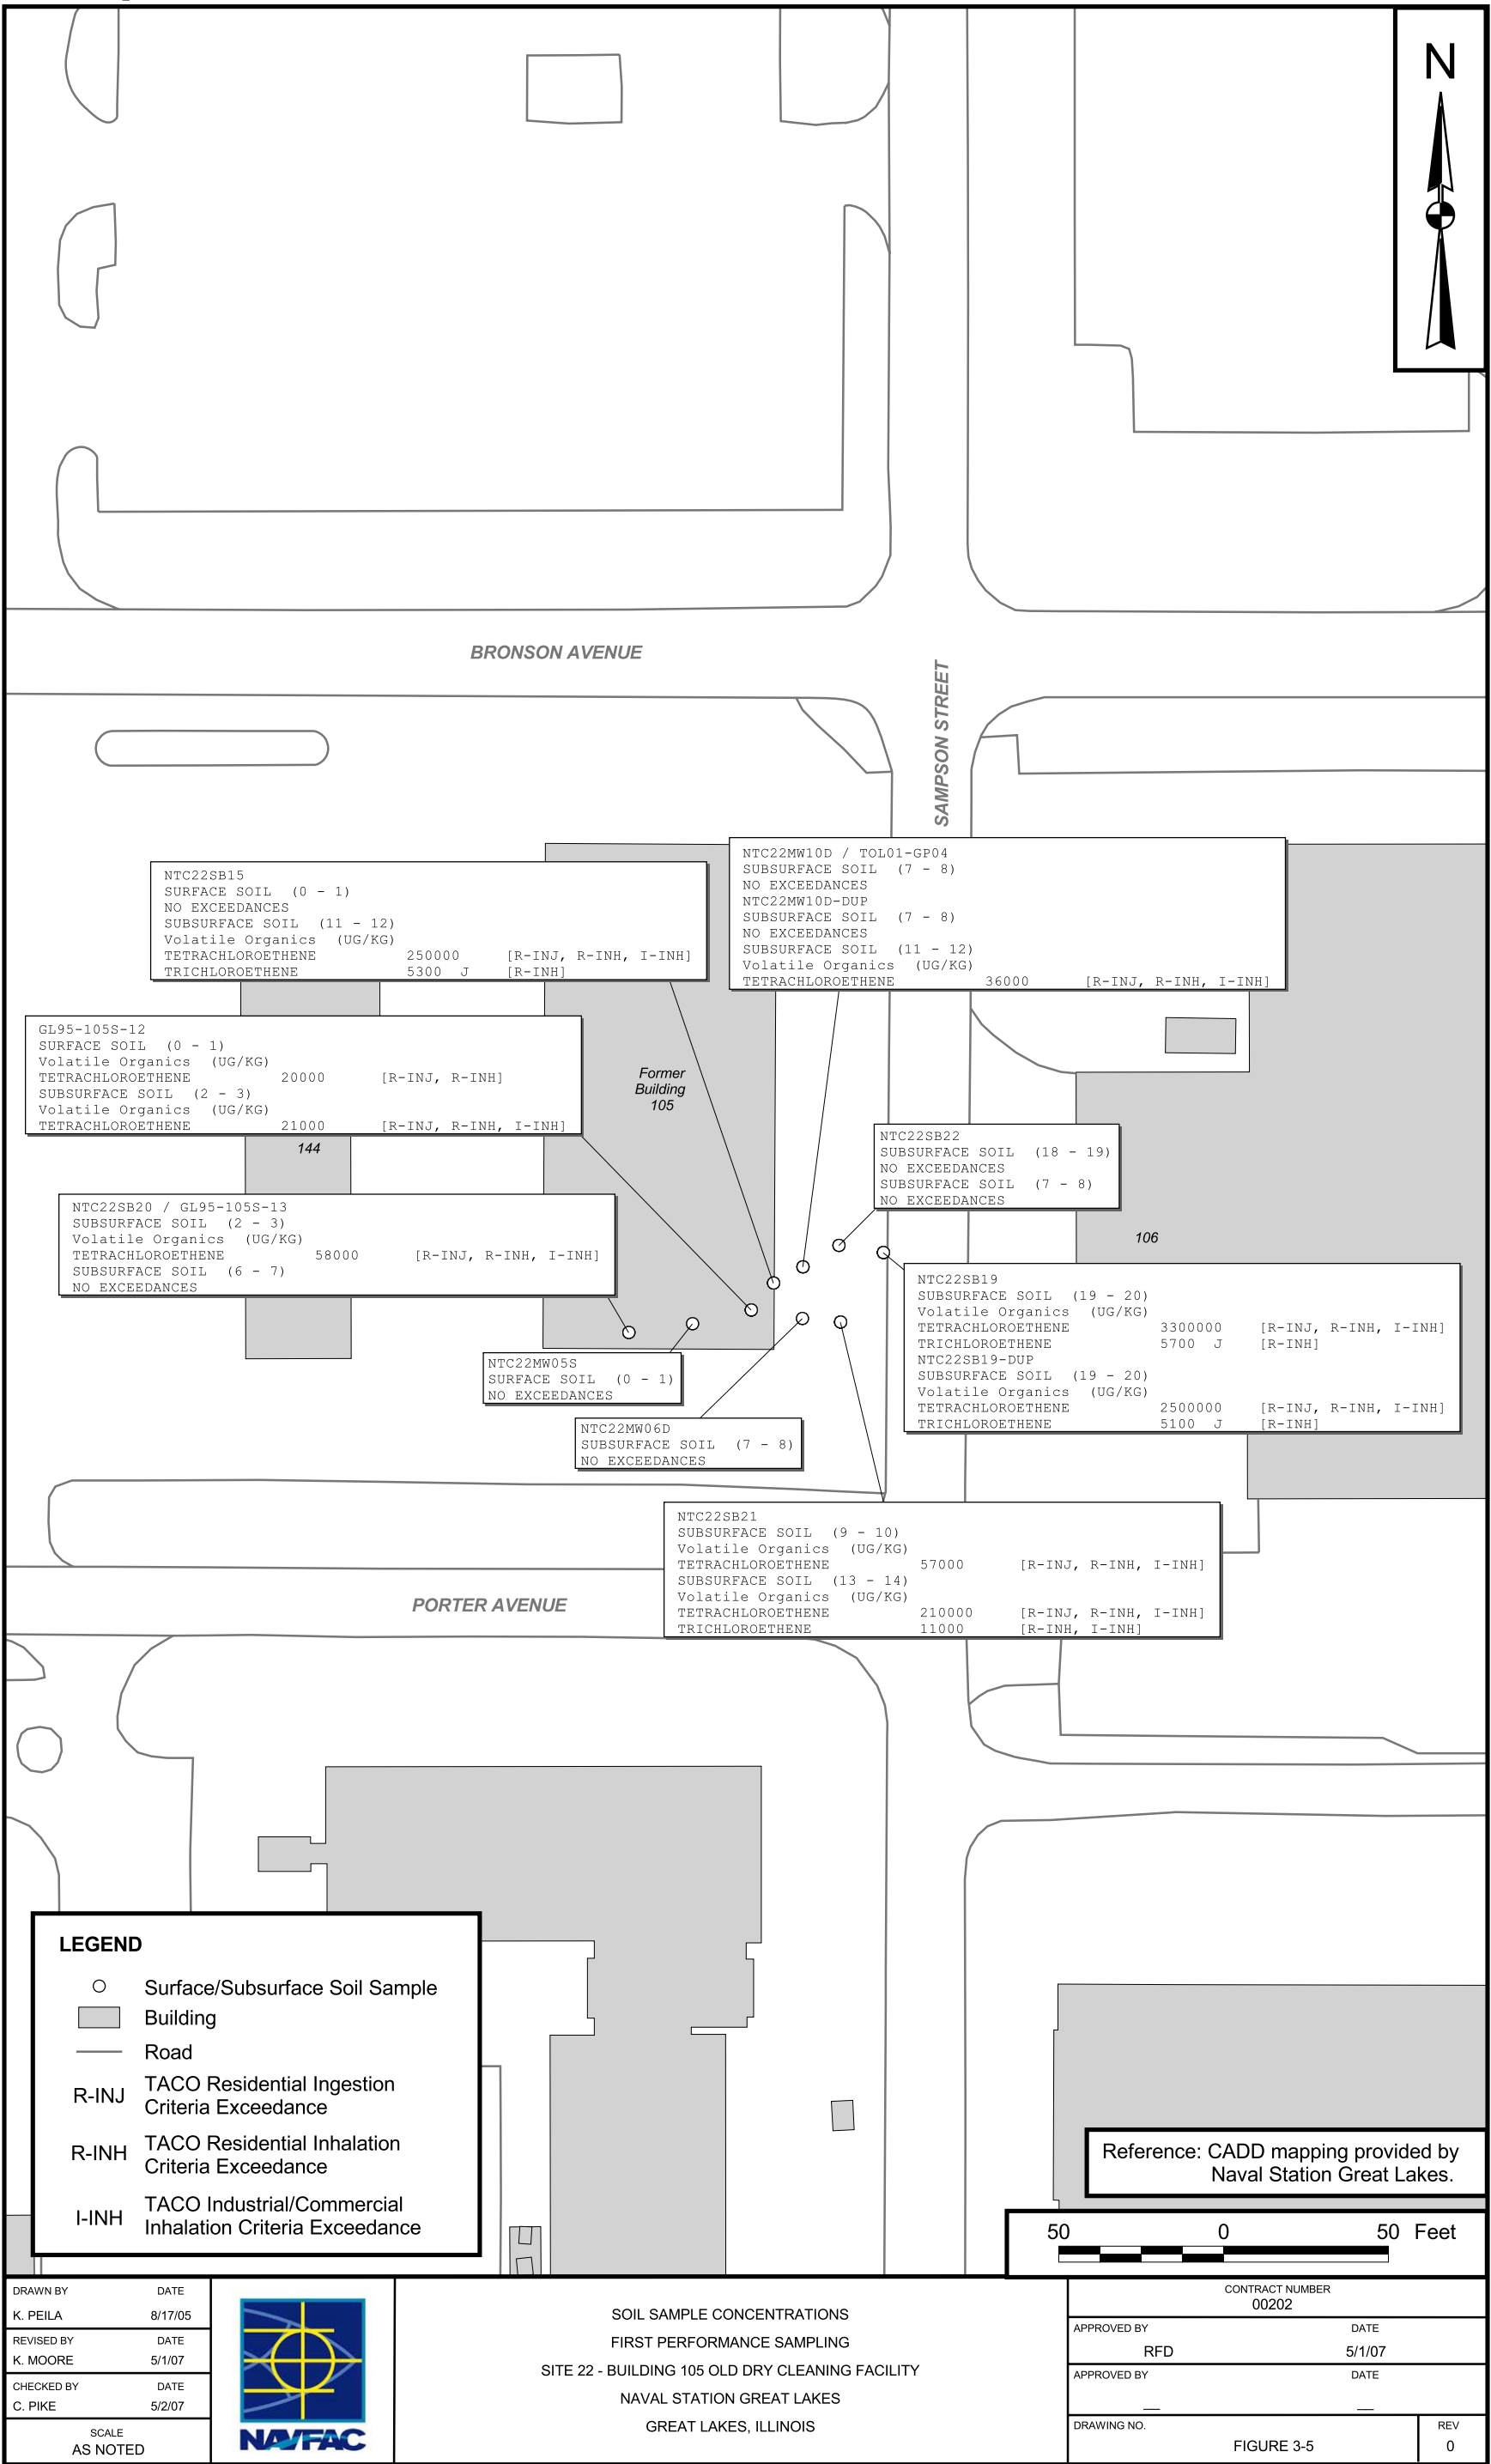 N
BRONSON AVENUE
SAMPSON STREET
NTC22SB15
SURFACE SOIL (0 - 1)
NO EXCEEDANCES
SUBSURFACE SOIL (11 - 12)
Volatile Organics (UG/KG)
TETRACHLOROETHENE 250000 [R-INJ, R-INH, I-INH]
TRICHLOROETHENE 5300 J [R-INH]
NTC22MW10D / TOL01-GP04
SUBSURFACE SOIL (7 - 8)
NO EXCEEDANCES
NTC22MW10D-DUP
SUBSURFACE SOIL (7 - 8)
NO EXCEEDANCES
SUBSURFACE SOIL (11 - 12)
Volatile Organics (UG/KG)
TETRACHLOROETHENE 36000 [R-INJ, R-INH, I-INH]
GL95-105S-12
SURFACE SOIL (0 - 1)
Volatile Organics (UG/KG)
TETRACHLOROETHENE 20000 [R-INJ, R-INH]
SUBSURFACE SOIL (2 - 3)
Volatile Organics (UG/KG)
TETRACHLOROETHENE 21000 [R-INJ, R-INH, I-INH]
Former
Building
105
144
NTC22SB22
SUBSURFACE SOIL (18 - 19)
NO EXCEEDANCES
SUBSURFACE SOIL (7 - 8)
NO EXCEEDANCES
NTC22SB20 / GL95-105S-13
SUBSURFACE SOIL (2 - 3)
Volatile Organics (UG/KG)
TETRACHLOROETHENE 58000 [R-INJ, R-INH, I-INH]
SUBSURFACE SOIL (6 - 7)
NO EXCEEDANCES
106
NTC22SB19
SUBSURFACE SOIL (19 - 20)
Volatile Organics (UG/KG)
TETRACHLOROETHENE 3300000 [R-INJ, R-INH, I-INH]
TRICHLOROETHENE 5700 J [R-INH]
NTC22SB19-DUP
SUBSURFACE SOIL (19 - 20)
Volatile Organics (UG/KG)
TETRACHLOROETHENE 2500000 [R-INJ, R-INH, I-INH]
TRICHLOROETHENE 5100 J [R-INH]
NTC22MW05S
SURFACE SOIL (0 - 1)
NO EXCEEDANCES
NTC22MW06D
SUBSURFACE SOIL (7 - 8)
NO EXCEEDANCES
NTC22SB21
SUBSURFACE SOIL (9 - 10)
Volatile Organics (UG/KG)
TETRACHLOROETHENE 57000 [R-INJ, R-INH, I-INH]
SUBSURFACE SOIL (13 - 14)
Volatile Organics (UG/KG)
TETRACHLOROETHENE 210000 [R-INJ, R-INH, I-INH]
TRICHLOROETHENE 11000 [R-INH, I-INH]
PORTER AVENUE
LEGEND
Surface/Subsurface Soil Sample
Building
Road
R-INJ TACO Residential Ingestion
Criteria Exceedance
R-INH TACO Residential Inhalation
Criteria Exceedance
I-INH TACO Industrial/Commercial
Inhalation Criteria Exceedance
Reference: CADD mapping provided by
Naval Station Great Lakes.
50 0 50 Feet
DRAWN BY DATE
K. PEILA 8/17/05
REVISED BY DATE
K. MOORE 5/1/07
CHECKED BY DATE
C. PIKE 5/2/07
SCALE
AS NOTED
NAVFAC
SOIL SAMPLE CONCENTRATIONS
FIRST PERFORMANCE SAMPLING
SITE 22 - BUILDING 105 OLD DRY CLEANING FACILITY
NAVAL STATION GREAT LAKES
GREAT LAKES, ILLINOIS
CONTRACT NUMBER
00202
APPROVED BY DATE
RFD 5/1/07
APPROVED BY DATE
__ __
DRAWING NO. REV
FIGURE 3-5 0